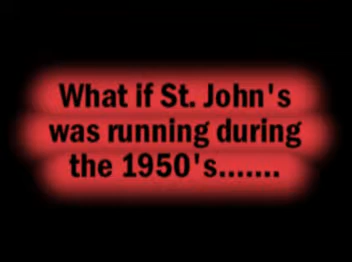 What if St. John's
was running during
the 1950's.......